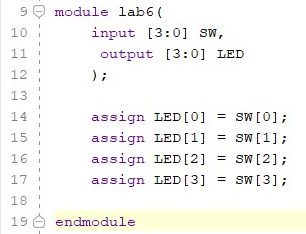 9 module lab6(
10 input [3:0] SW,
11 output [3:0] LED
12 );
13
14 assign LED[0] = SW[0];
15 assign LED[1] = SW[1];
16 assign LED[2] = SW[2];
17 assign LED[3] = SW[3];
18
19 endmodule